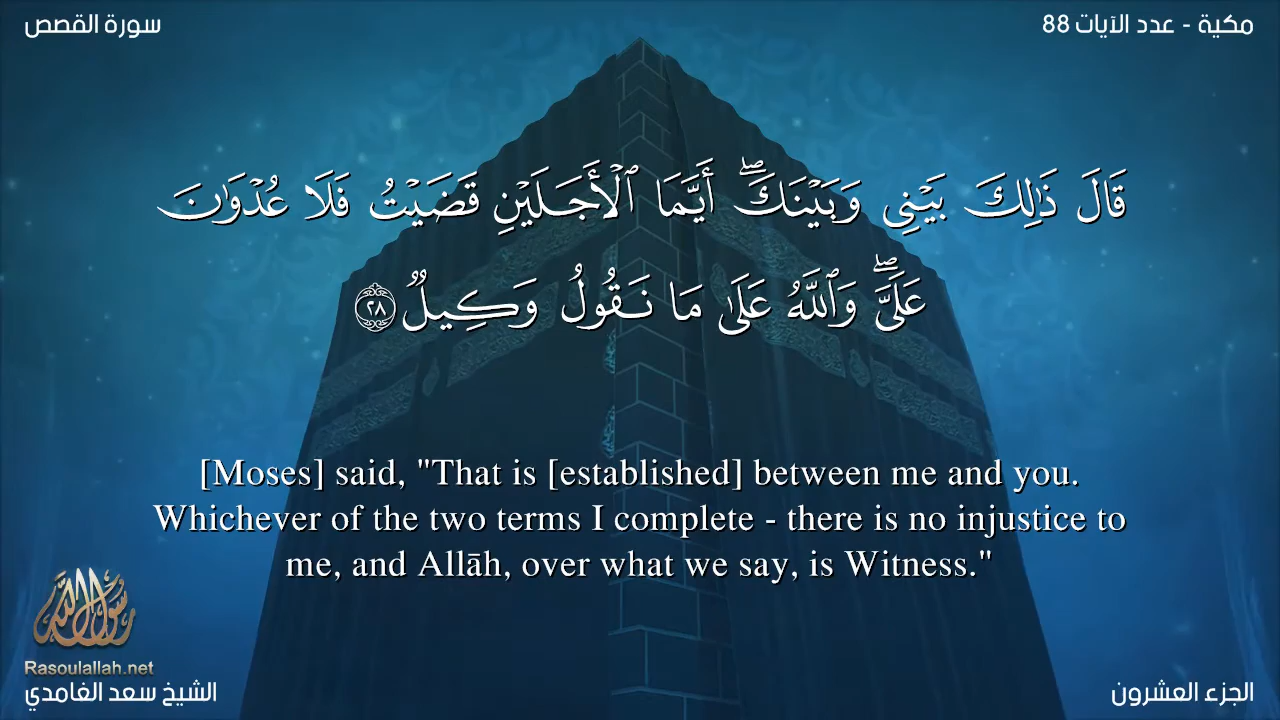 سورة القصص
مكية - عدد الآيات 88
قَالَ ذَٰلِكَ بَيْنِي وَبَيْنَكَ ۖ أَيَّمَا ٱلْأَجَلَيْنِ قَضَيْتُ فَلَا عُدْوَٰنَ
عَلَيَّ ۖ وَٱللَّهُ عَلَىٰ مَا نَقُولُ وَكِيلٌ ٢٨
[Moses] said, "That is [established] between me and you.
Whichever of the two terms I complete - there is no injustice to
me, and Allāh, over what we say, is Witness."
رسول الله
Rasoulallah.net
الشيخ سعد الغامدي
الجزء العشرون